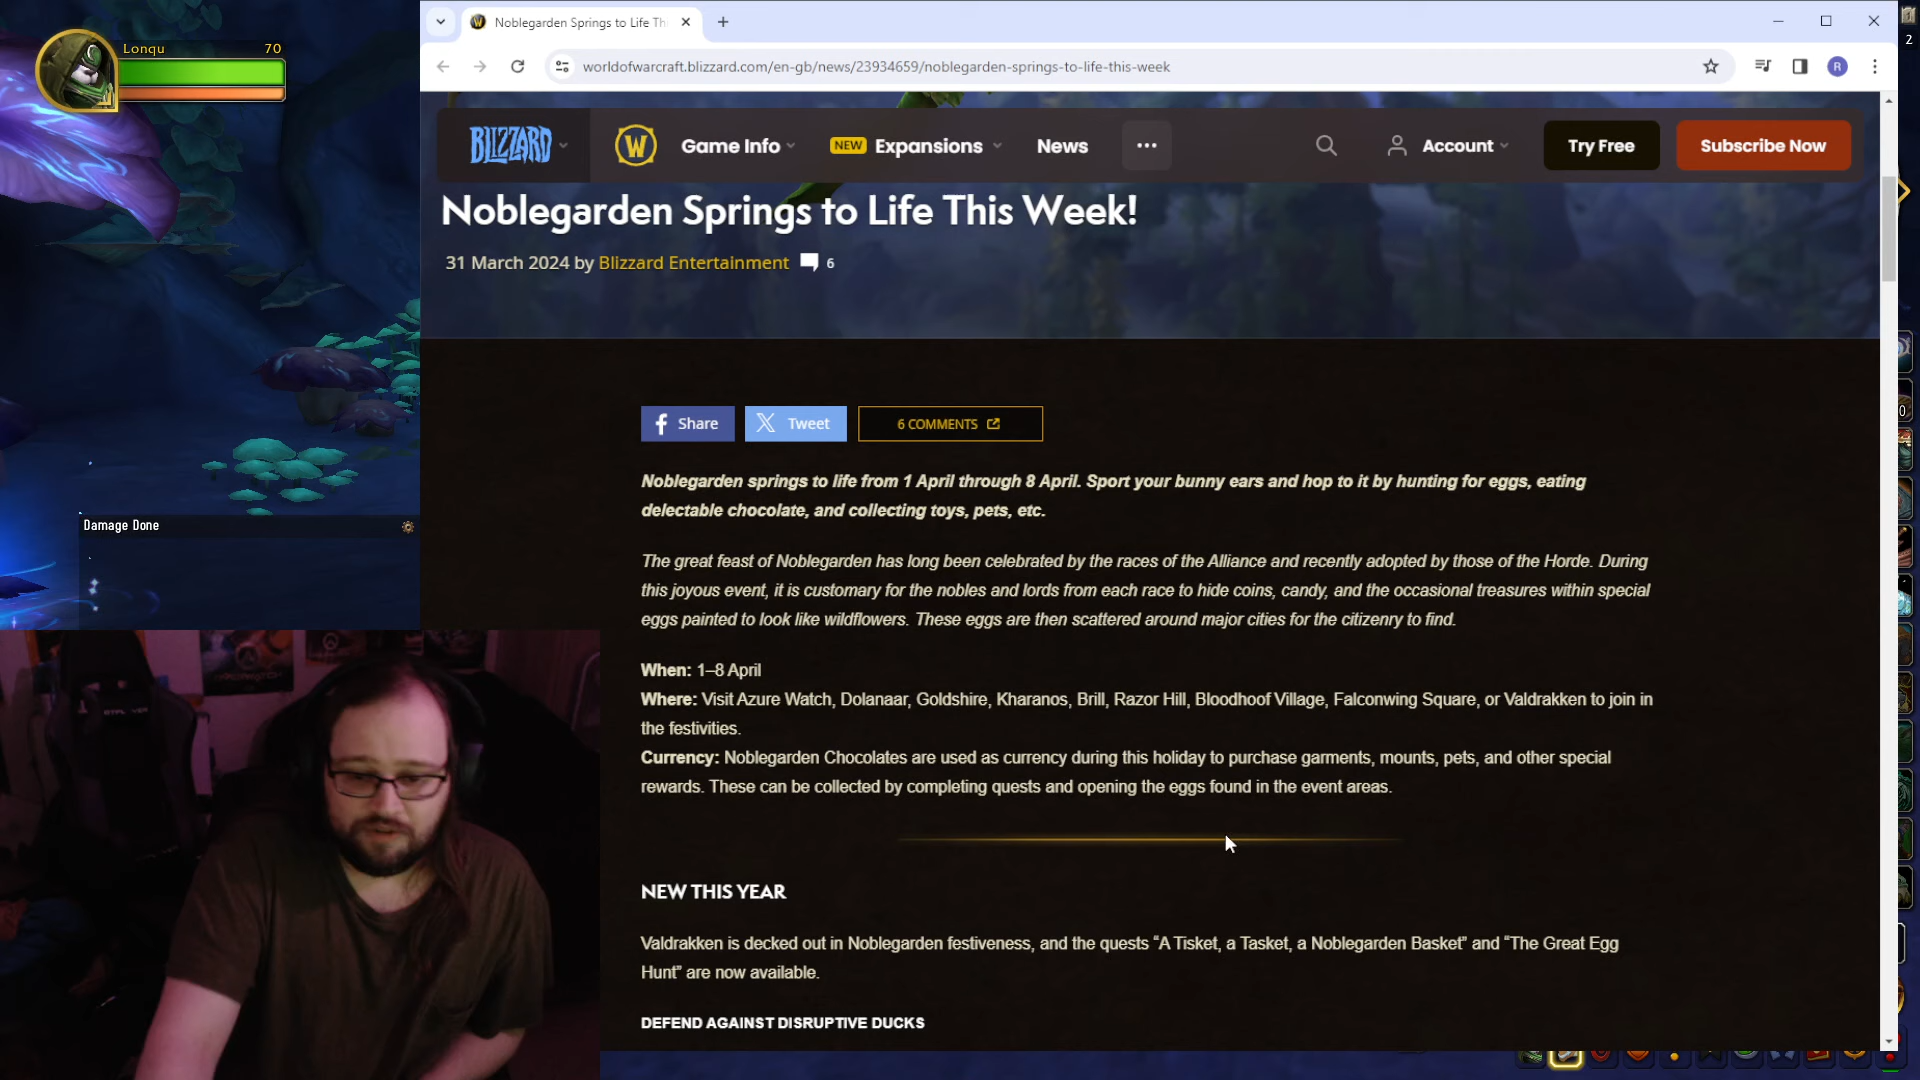 Lonqu 70
Noblegarden Springs to Life Th
worldofwarcraft.blizzard.com/en-gb/news/23934659/noblegarden-springs-to-life-this-week
R
2
BLIZZARD
W
Game Info
NEW Expansions
News
Account
Try Free
Subscribe Now
Noblegarden Springs to Life This Week!
31 March 2024 by Blizzard Entertainment 6
Share
Tweet
6 COMMENTS
Noblegarden springs to life from 1 April through 8 April. Sport your bunny ears and hop to it by hunting for eggs, eating
delectable chocolate, and collecting toys, pets, etc.
The great feast of Noblegarden has long been celebrated by the races of the Alliance and recently adopted by those of the Horde. During
this joyous event, it is customary for the nobles and lords from each race to hide coins, candy, and the occasional treasures within special
eggs painted to look like wildflowers. These eggs are then scattered around major cities for the citizenry to find.
When: 1–8 April
Where: Visit Azure Watch, Dolanaar, Goldshire, Kharanos, Brill, Razor Hill, Bloodhoof Village, Falconwing Square, or Valdrakken to join in
the festivities.
Currency: Noblegarden Chocolates are used as currency during this holiday to purchase garments, mounts, pets, and other special
rewards. These can be collected by completing quests and opening the eggs found in the event areas.
NEW THIS YEAR
Valdrakken is decked out in Noblegarden festiveness, and the quests “A Tisket, a Tasket, a Noblegarden Basket” and “The Great Egg
Hunt” are now available.
DEFEND AGAINST DISRUPTIVE DUCKS
Damage Done